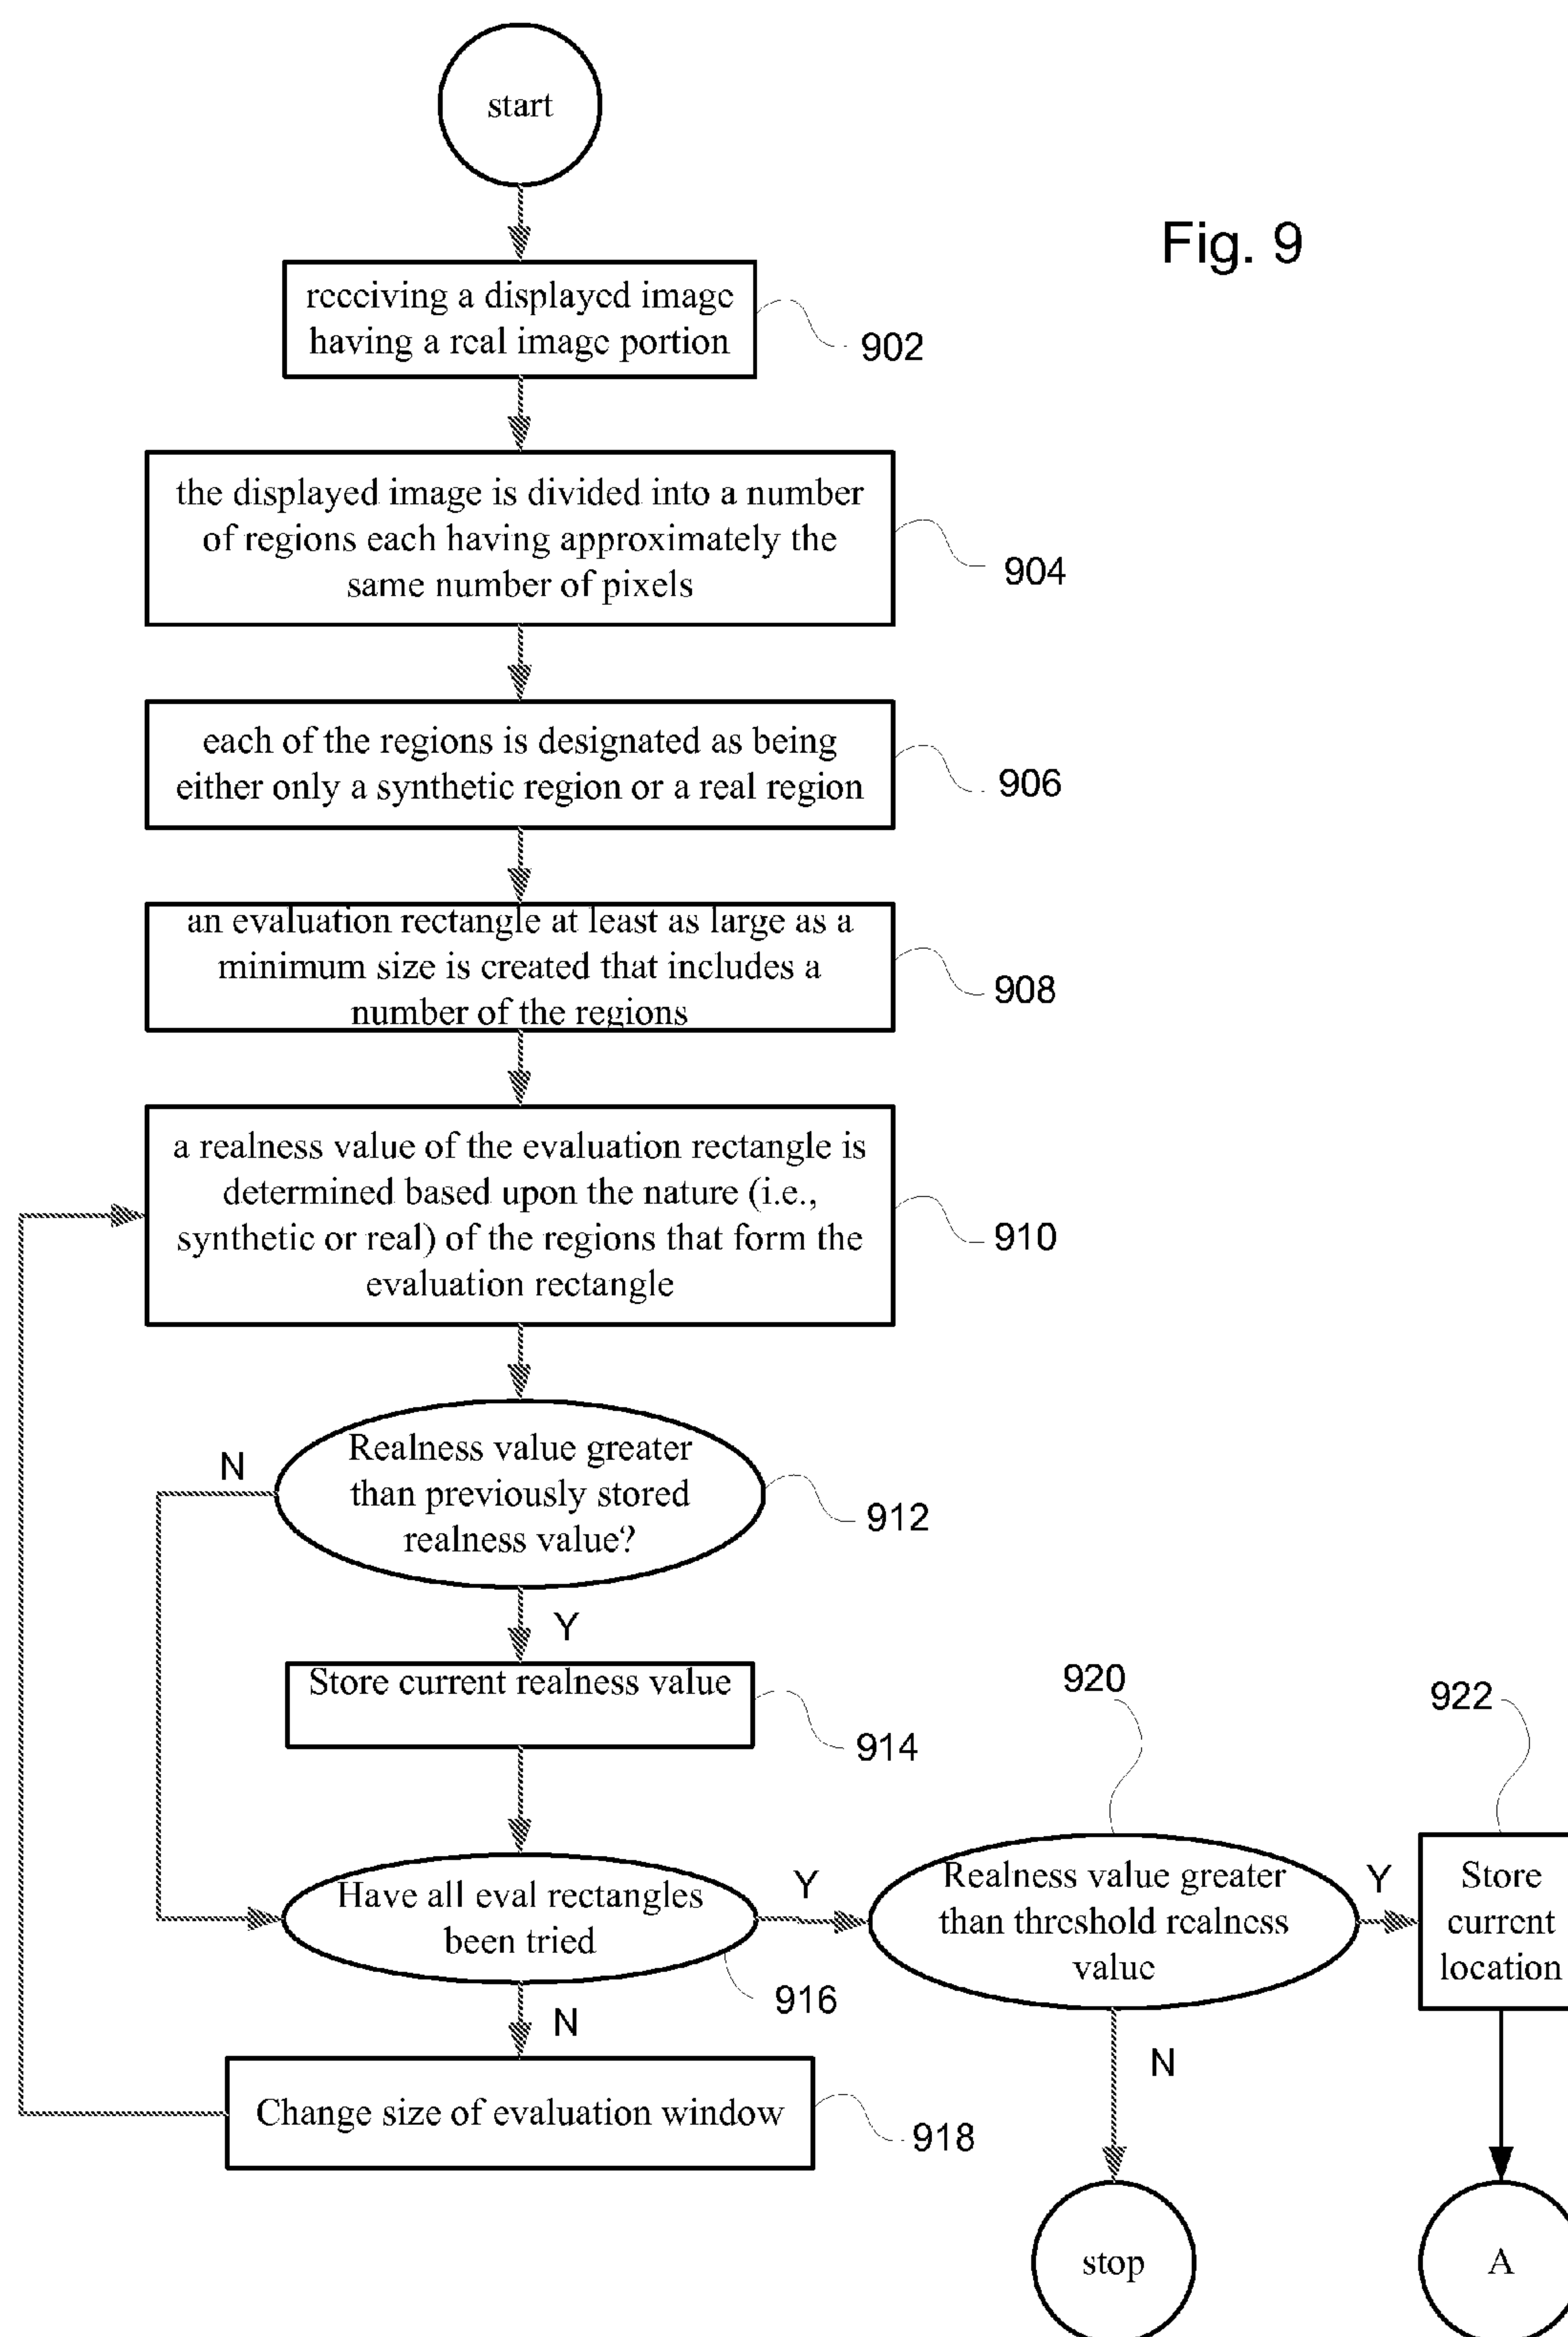 start
Fig. 9
receiving a displayed image
having a real image portion
902
the displayed image is divided into a number
of regions each having approximately the
same number of pixels
904
each of the regions is designated as being
either only a synthetic region or a real region
906
an evaluation rectangle at least as large as a
minimum size is created that includes a
number of the regions
908
a realness value of the evaluation rectangle is
determined based upon the nature (i.e.,
synthetic or real) of the regions that form the
evaluation rectangle
910
Realness value greater
than previously stored
realness value?
N
912
Y
Store current realness value
914
920
922
Have all eval rectangles
been tried
Y
916
Realness value greater
than threshold realness
value
Y
Store
current
location
N
N
Change size of evaluation window
918
stop
A